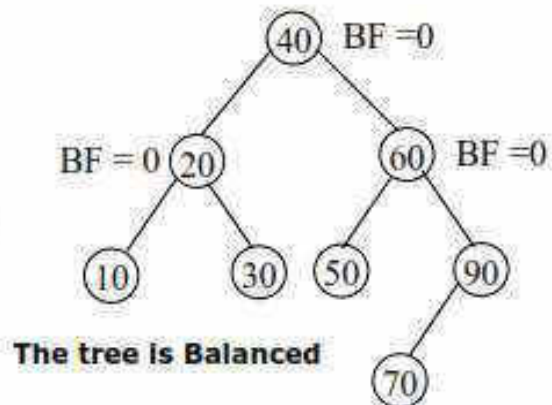 40 BF =0
BF = 0 20 60 BF =0
10 30 50 90
The tree is Balanced
70